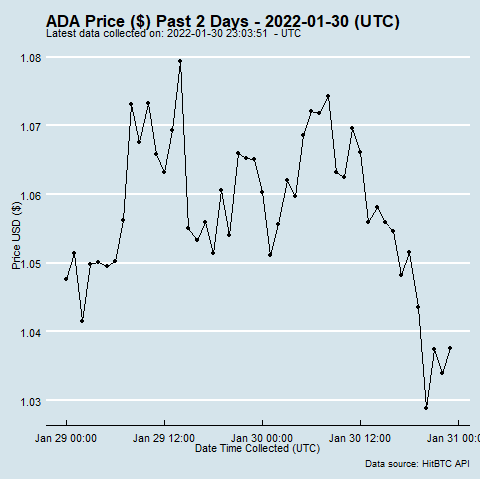 ADA Price ($) Past 2 Days - 2022-01-30 (UTC)
Latest data collected on: 2022-01-30 23:03:51  - UTC
1.08
1.07
1.06
1.05
1.04
1.03
Price USD ($)
Jan 29 00:00 Jan 29 12:00 Jan 30 00:00 Jan 30 12:00 Jan 31 00:0
Date Time Collected (UTC)
Data source: HitBTC API